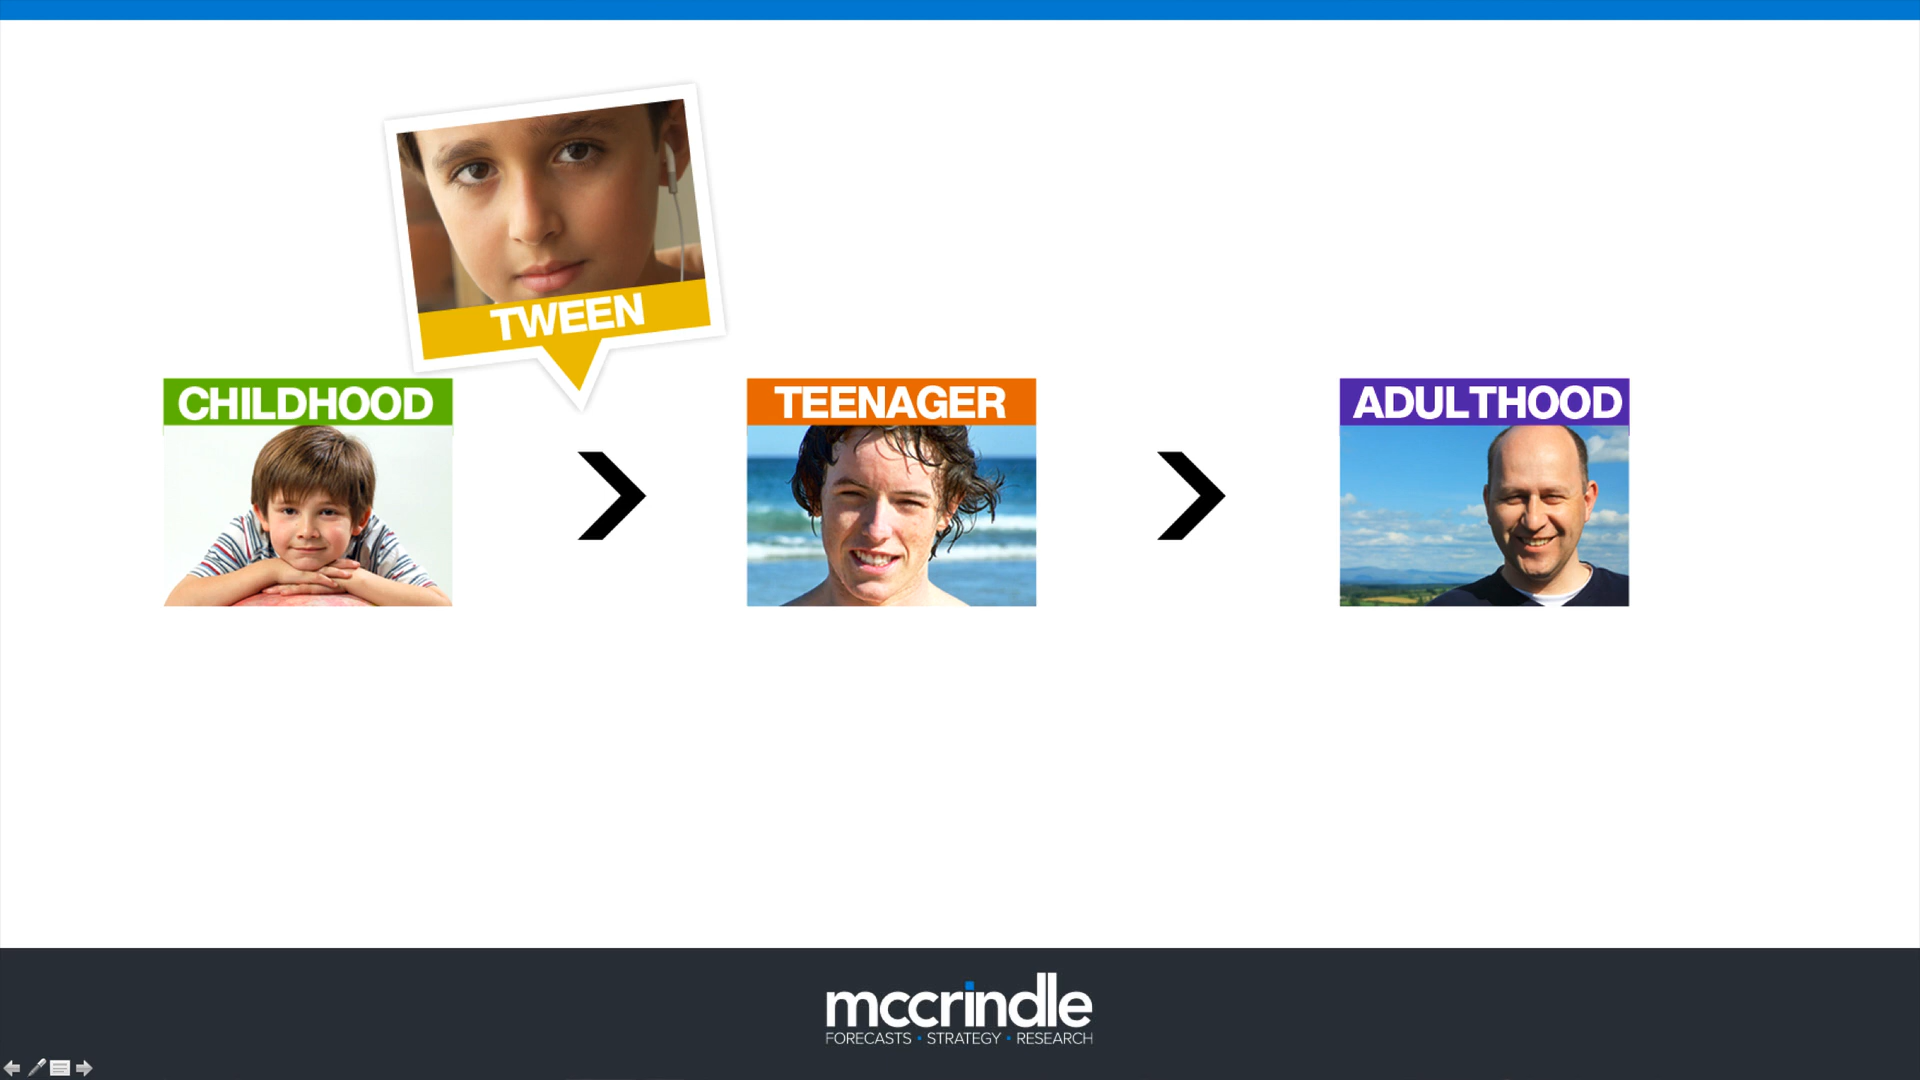 TWEEN
CHILDHOOD
TEENAGER
ADULTHOOD
mccrindle
FORECASTS • STRATEGY • RESEARCH